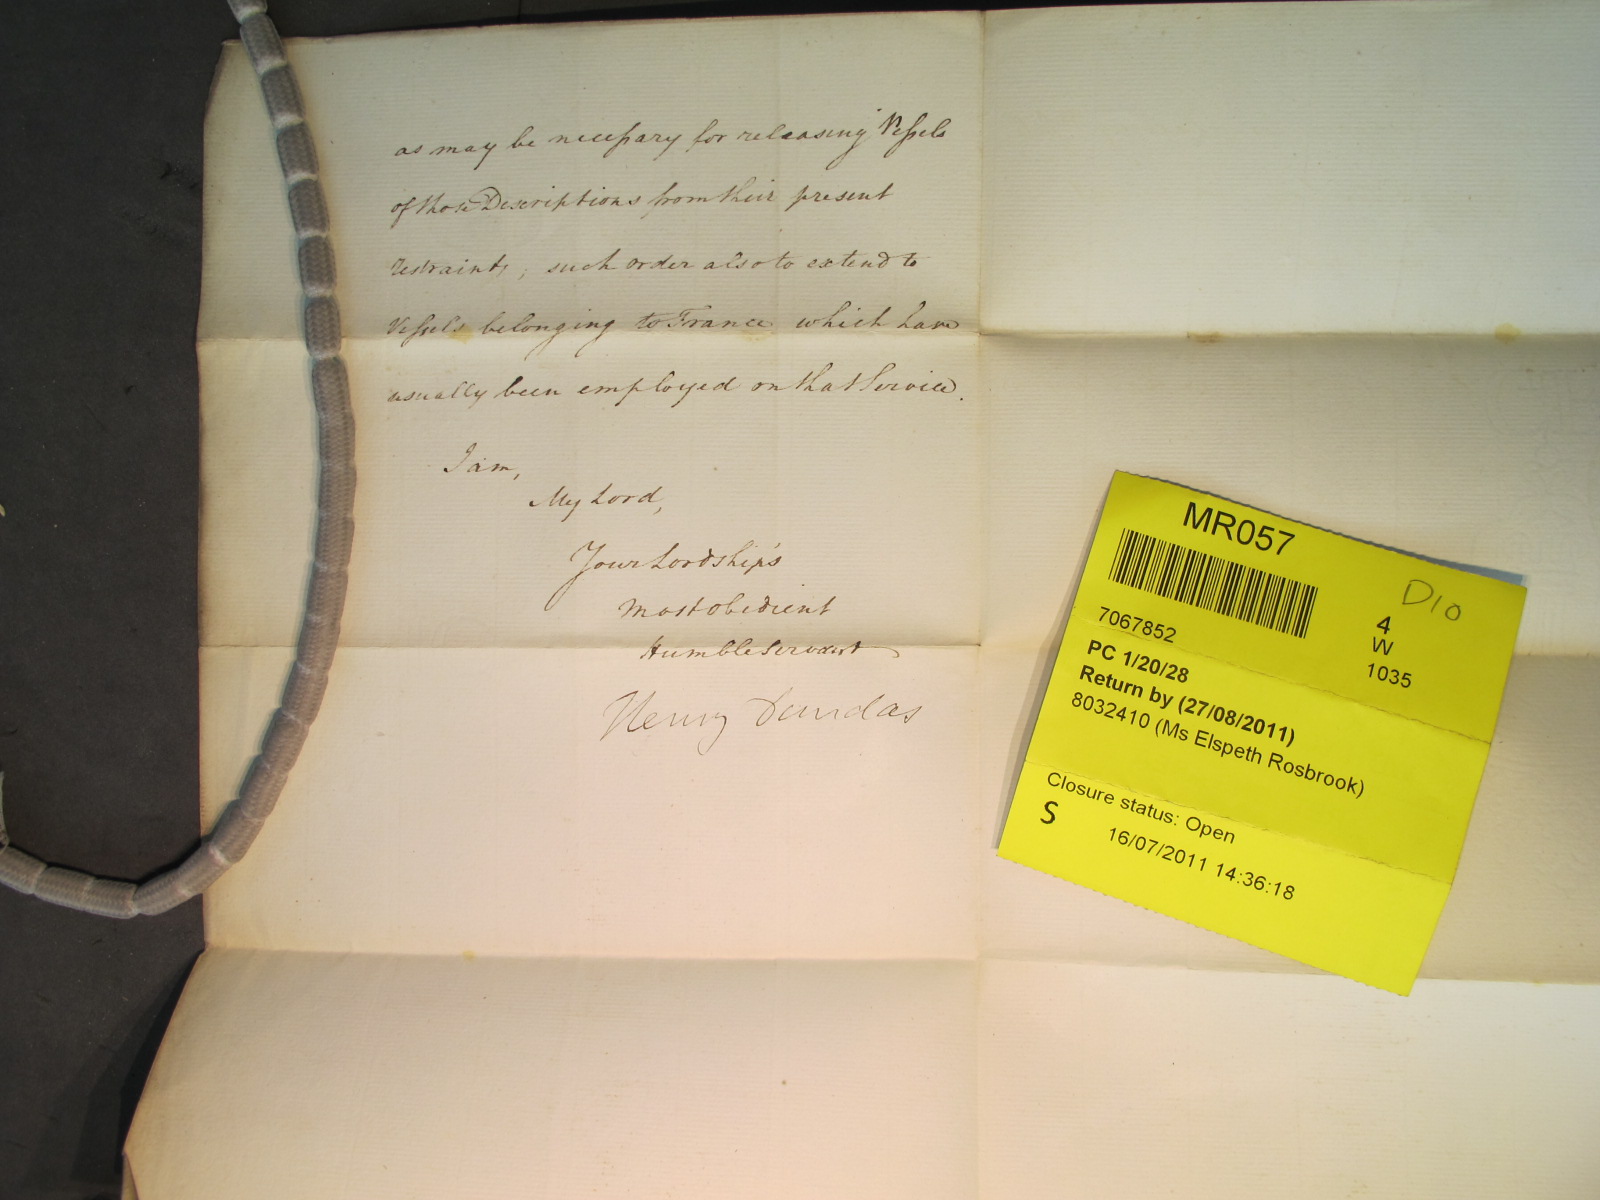 as may be necessary for releasing Vessels
of those Descriptions from their present
restraints, such order also to extend to
Vessels belonging to France which have
usually been employed on that Service.
I am,
My Lord,
Your Lordship's
most obedient
Humble Servant
Henry Dundas
MR057
D10
7067852
4
W
1035
PC 1/20/28
Return by (27/08/2011)
8032410 (Ms Elspeth Rosbrook)
Closure status: Open
S
16/07/2011 14:36:18